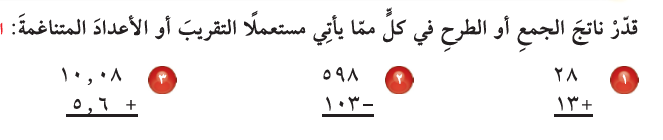 قدّرْ ناتجَ الجمعِ أو الطرحِ في كلٍّ ممّا يأتِي مستعملًا التقريبَ أو الأعدادَ المتناغمةَ:
١ ٢٨ ٢ ٥٩٨ ٣ ١٠,٠٨
+١٣ −١٠٣ + ٥,٦